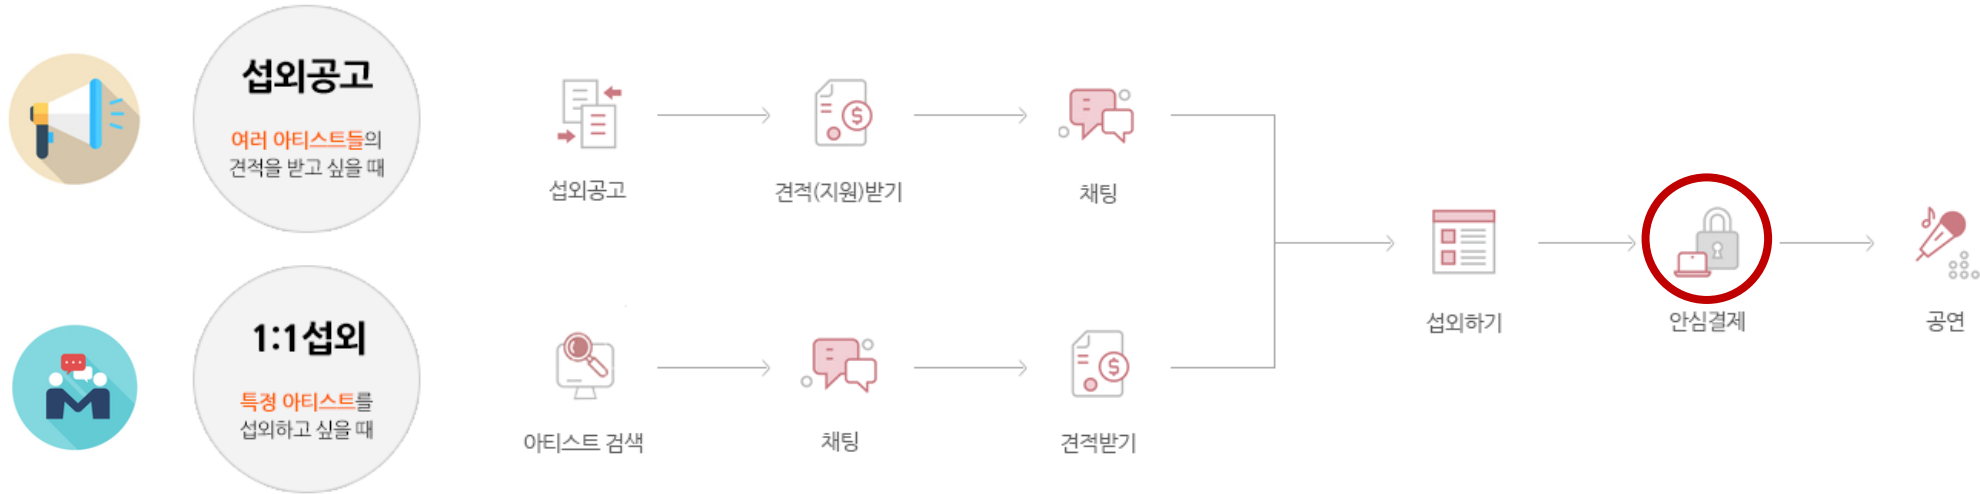 섭외공고
여러 아티스트들의
견적을 받고 싶을 때
섭외공고
견적(지원)받기
채팅
섭외하기
안심결제
공연
1:1섭외
특정 아티스트를
섭외하고 싶을 때
아티스트 검색
채팅
견적받기